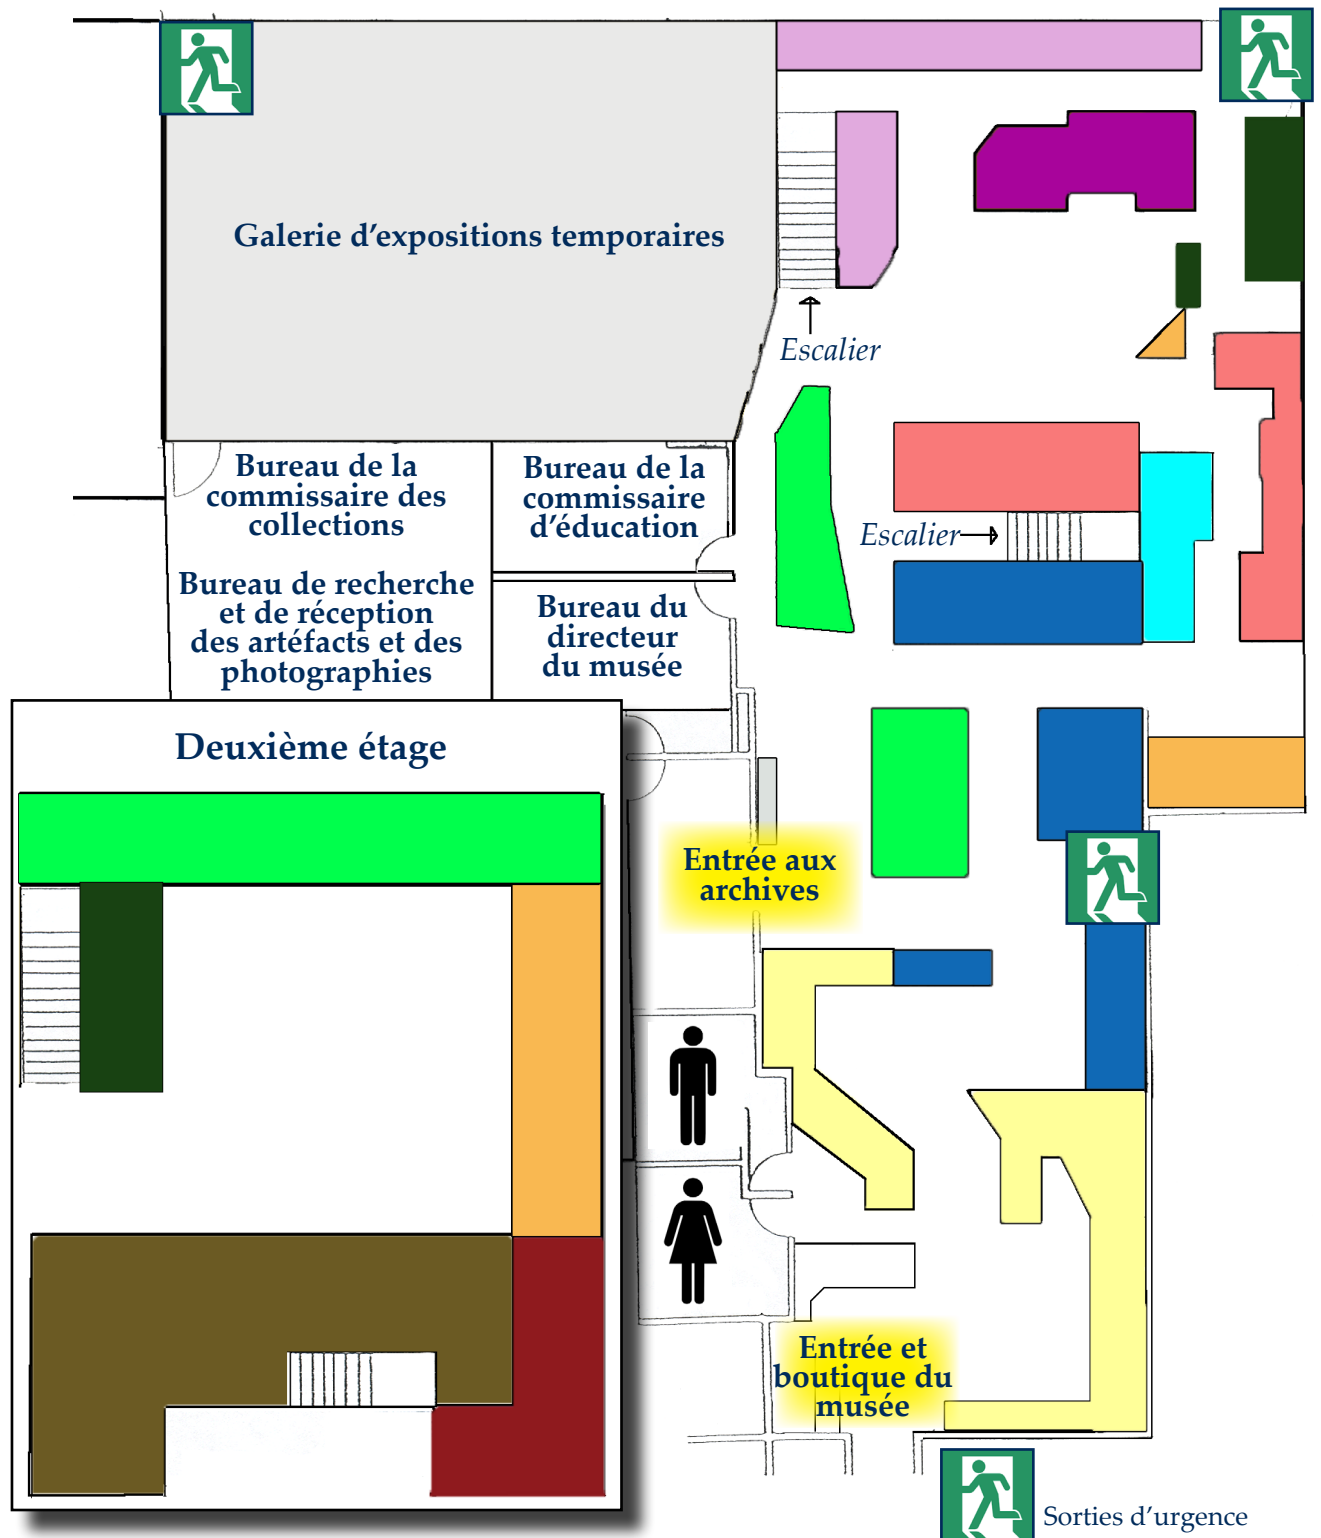 Galerie d'expositions temporaires
Escalier
Bureau de la
commissaire des
collections
Bureau de la
commissaire
d'éducation
Escalier
Bureau de recherche
et de réception
des artéfacts et des
photographies
Bureau du
directeur
du musée
Deuxième étage
Entrée aux
archives
Entrée et
boutique du
musée
Sorties d'urgence